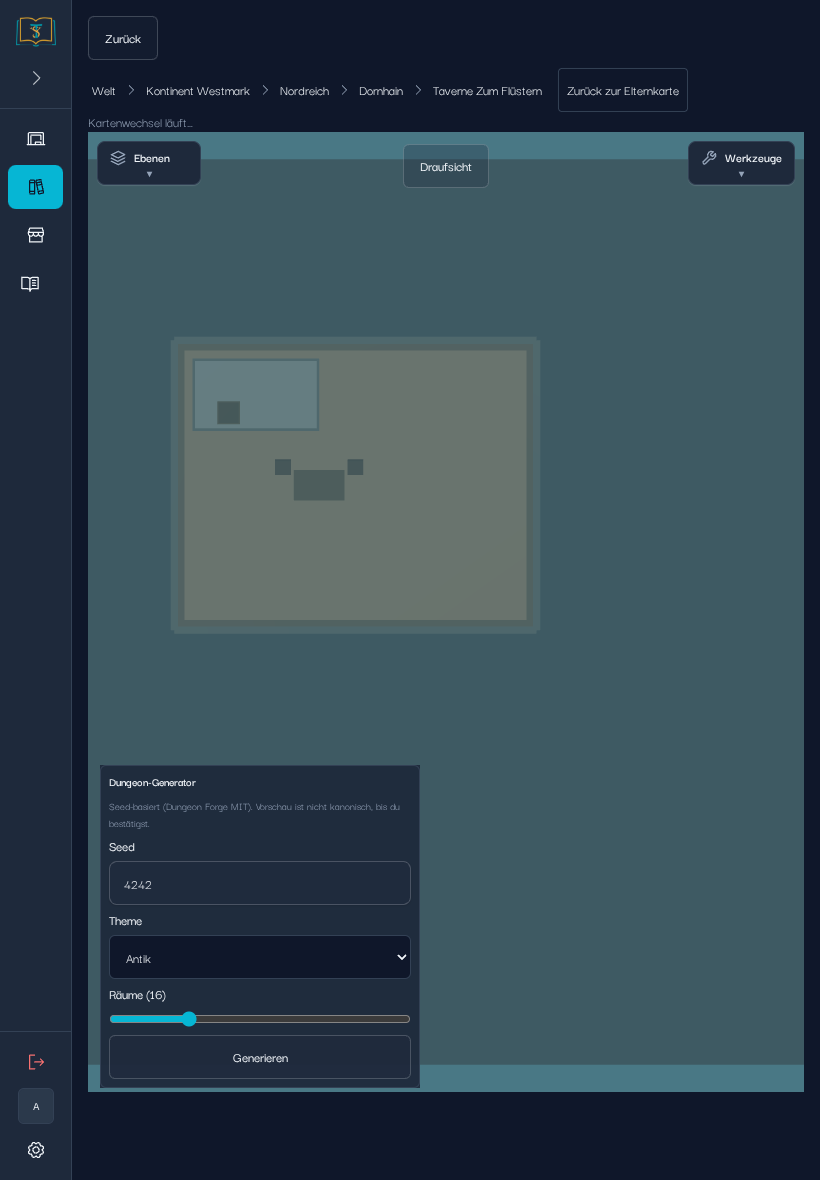 Zurück
Welt > Kontinent Westmark > Nordreich > Dornhain > Taverne Zum Flüstern Zurück zur Elternkarte
Kartenwechsel läuft...
Ebenen
Draufsicht
Werkzeuge
Dungeon-Generator
Seed-basiert (Dungeon Forge MIT). Vorschau ist nicht kanonisch, bis du
bestätigst.
Seed
4242
Theme
Antik
Räume (16)
Generieren
A